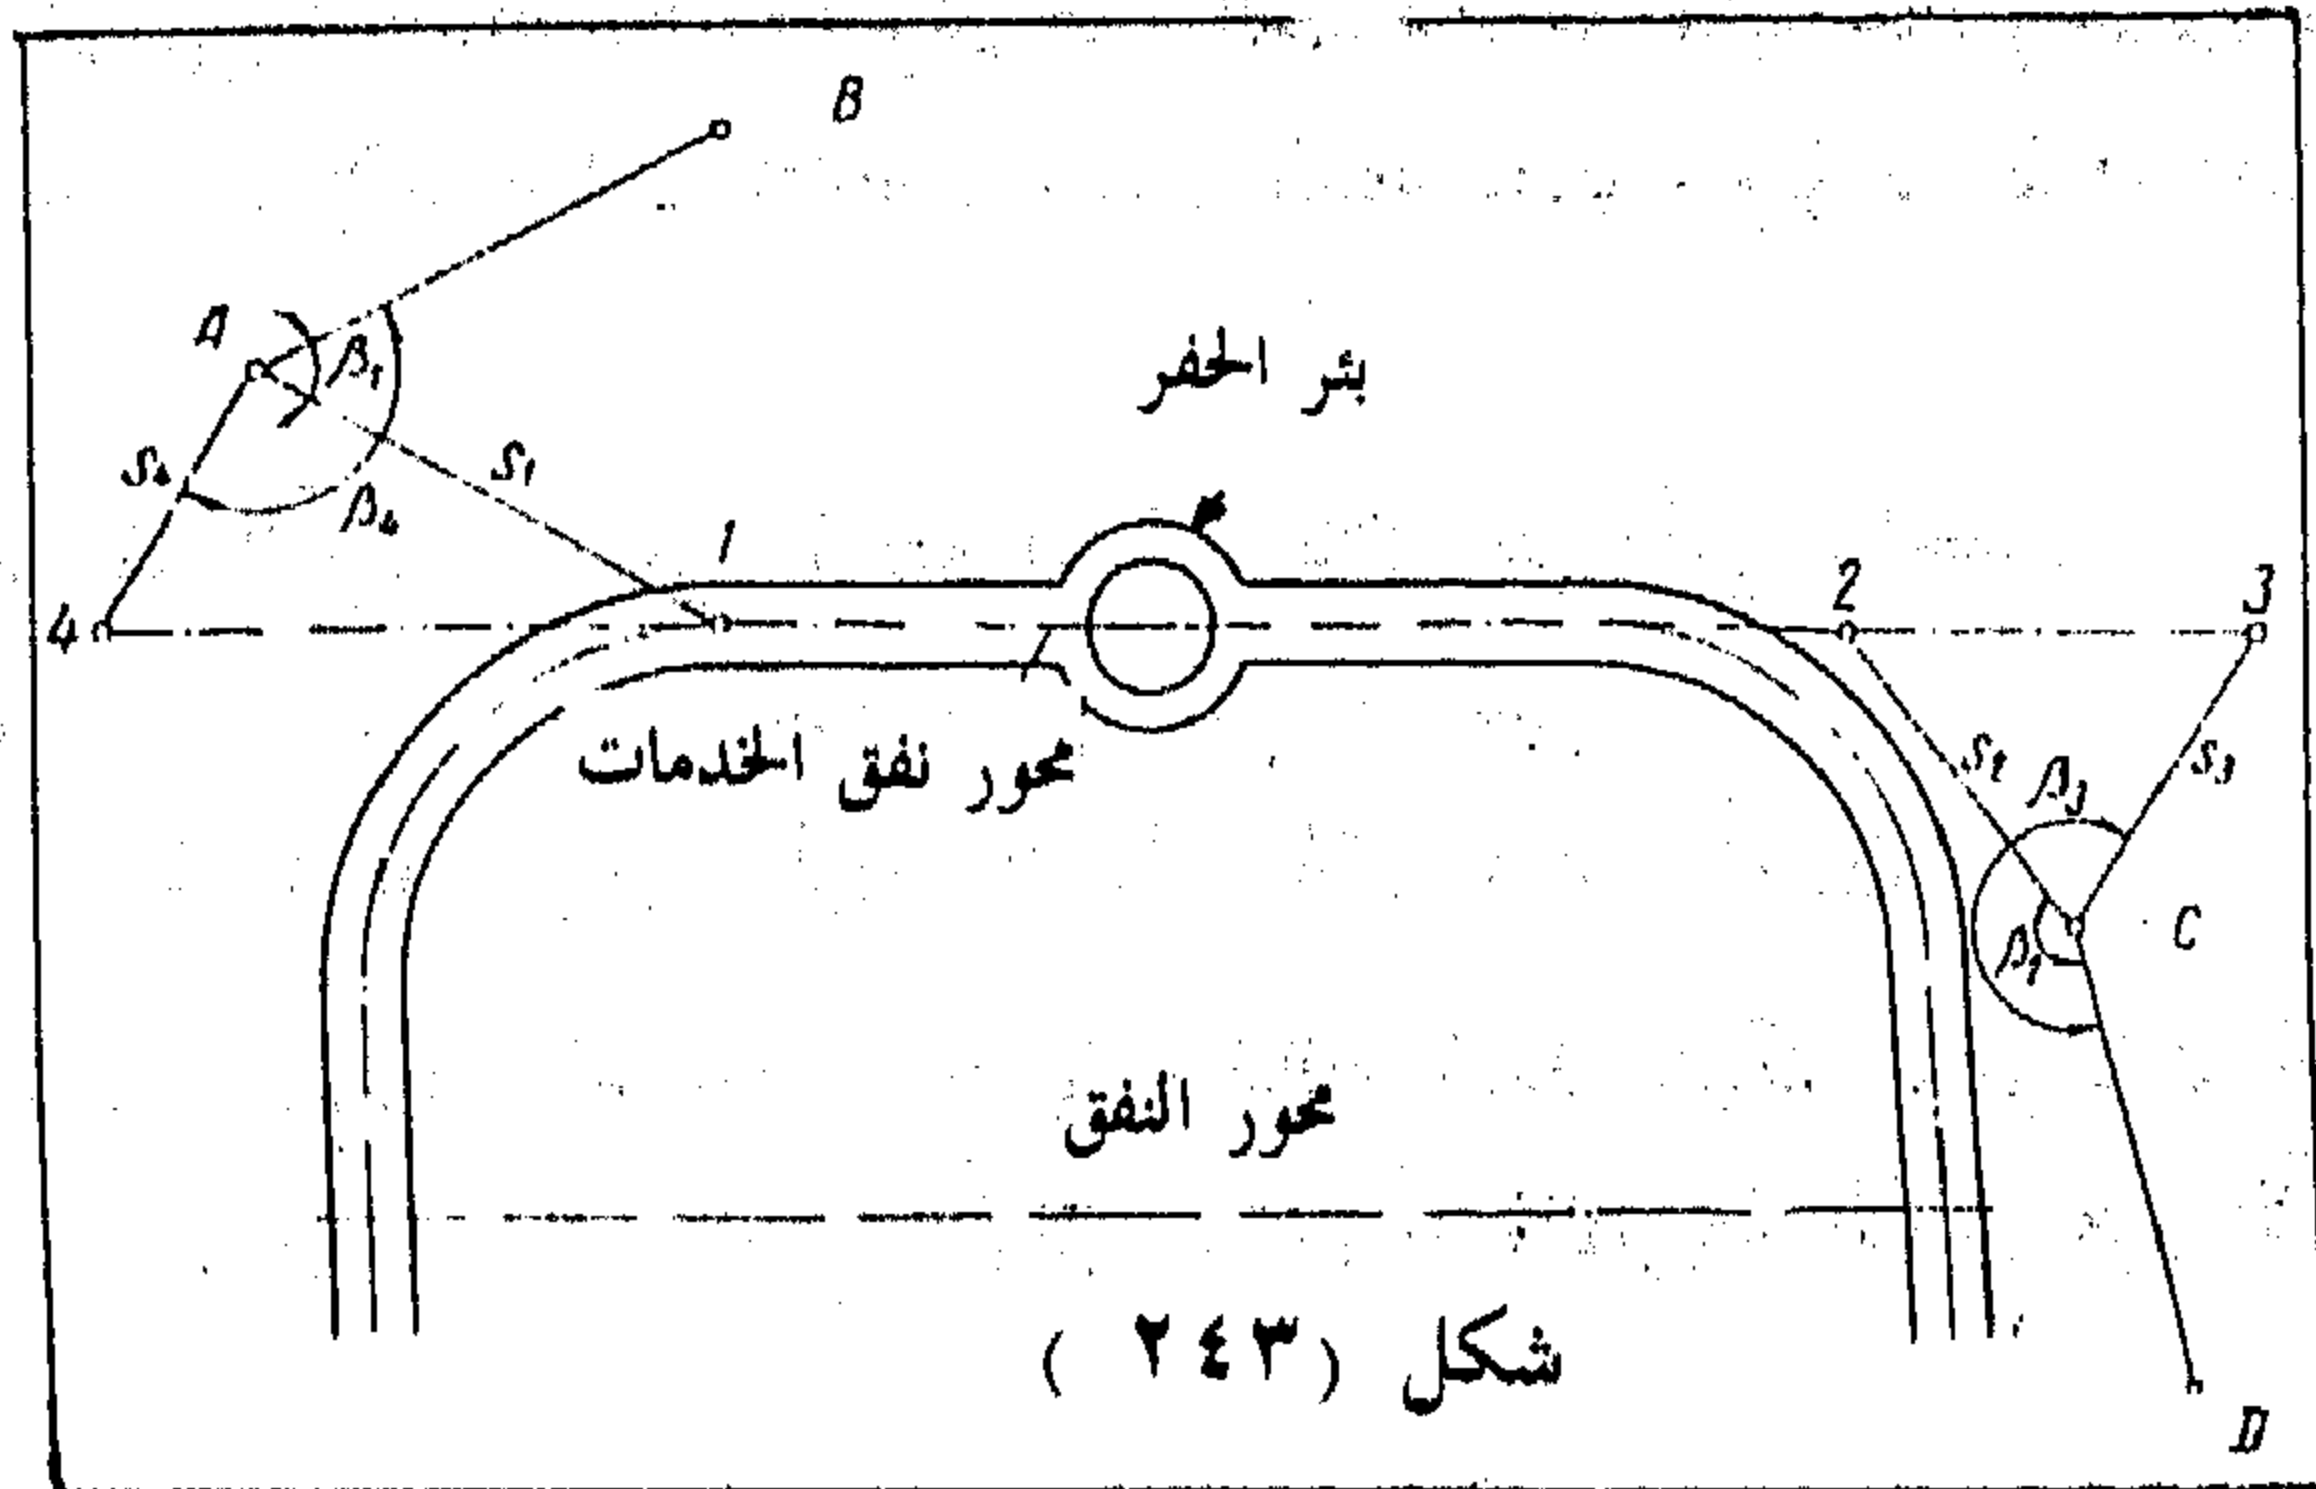 B
A
β₁
S₁
S₄
β₄
بئر الحفر
1
2
3
4
محور نفق الخدمات
S₂
β₃
S₃
C
β₁
محور النفق
شكل (٢٤٣)
D